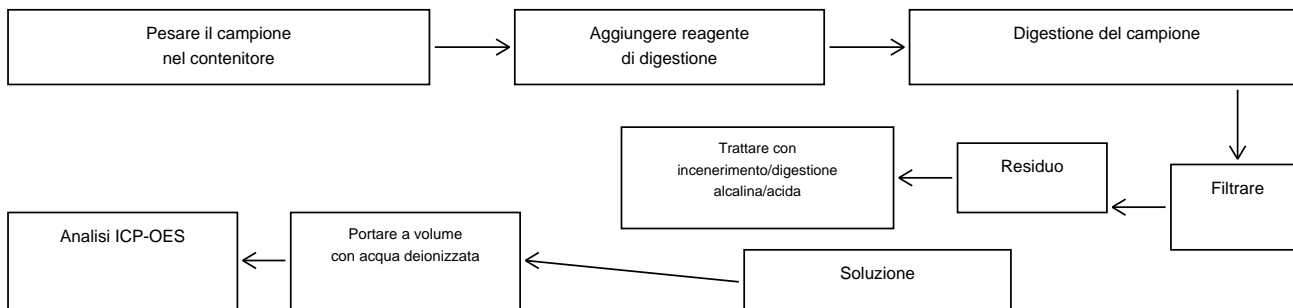 Pesare il campione
nel contenitore
Aggiungere reagente
di digestione
Digestione del campione
Trattare con
incenerimento/digestione
alcalina/acida
Residuo
Filtrare
Analisi ICP-OES
Portare a volume
con acqua deionizzata
Soluzione